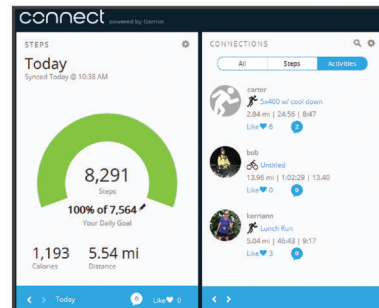 connect powered by Garmin
STEPS
Today
Synced Today @ 10:38 AM
8,291
Steps
100% of 7,564
Your Daily Goal
1,193
Calories
5.54 mi
Distance
< > Today 0 Like 0
CONNECTIONS
All Steps Activities
carter
5x400 w/ cool down
2.84 mi | 24:56 | 8:47
Like 6 2
bob
Untitled
13.96 mi | 1:02:29 | 13.40
Like 0 0
kerriann
Lunch Run
5.04 mi | 46:43 | 9:17
Like 3 0
< >